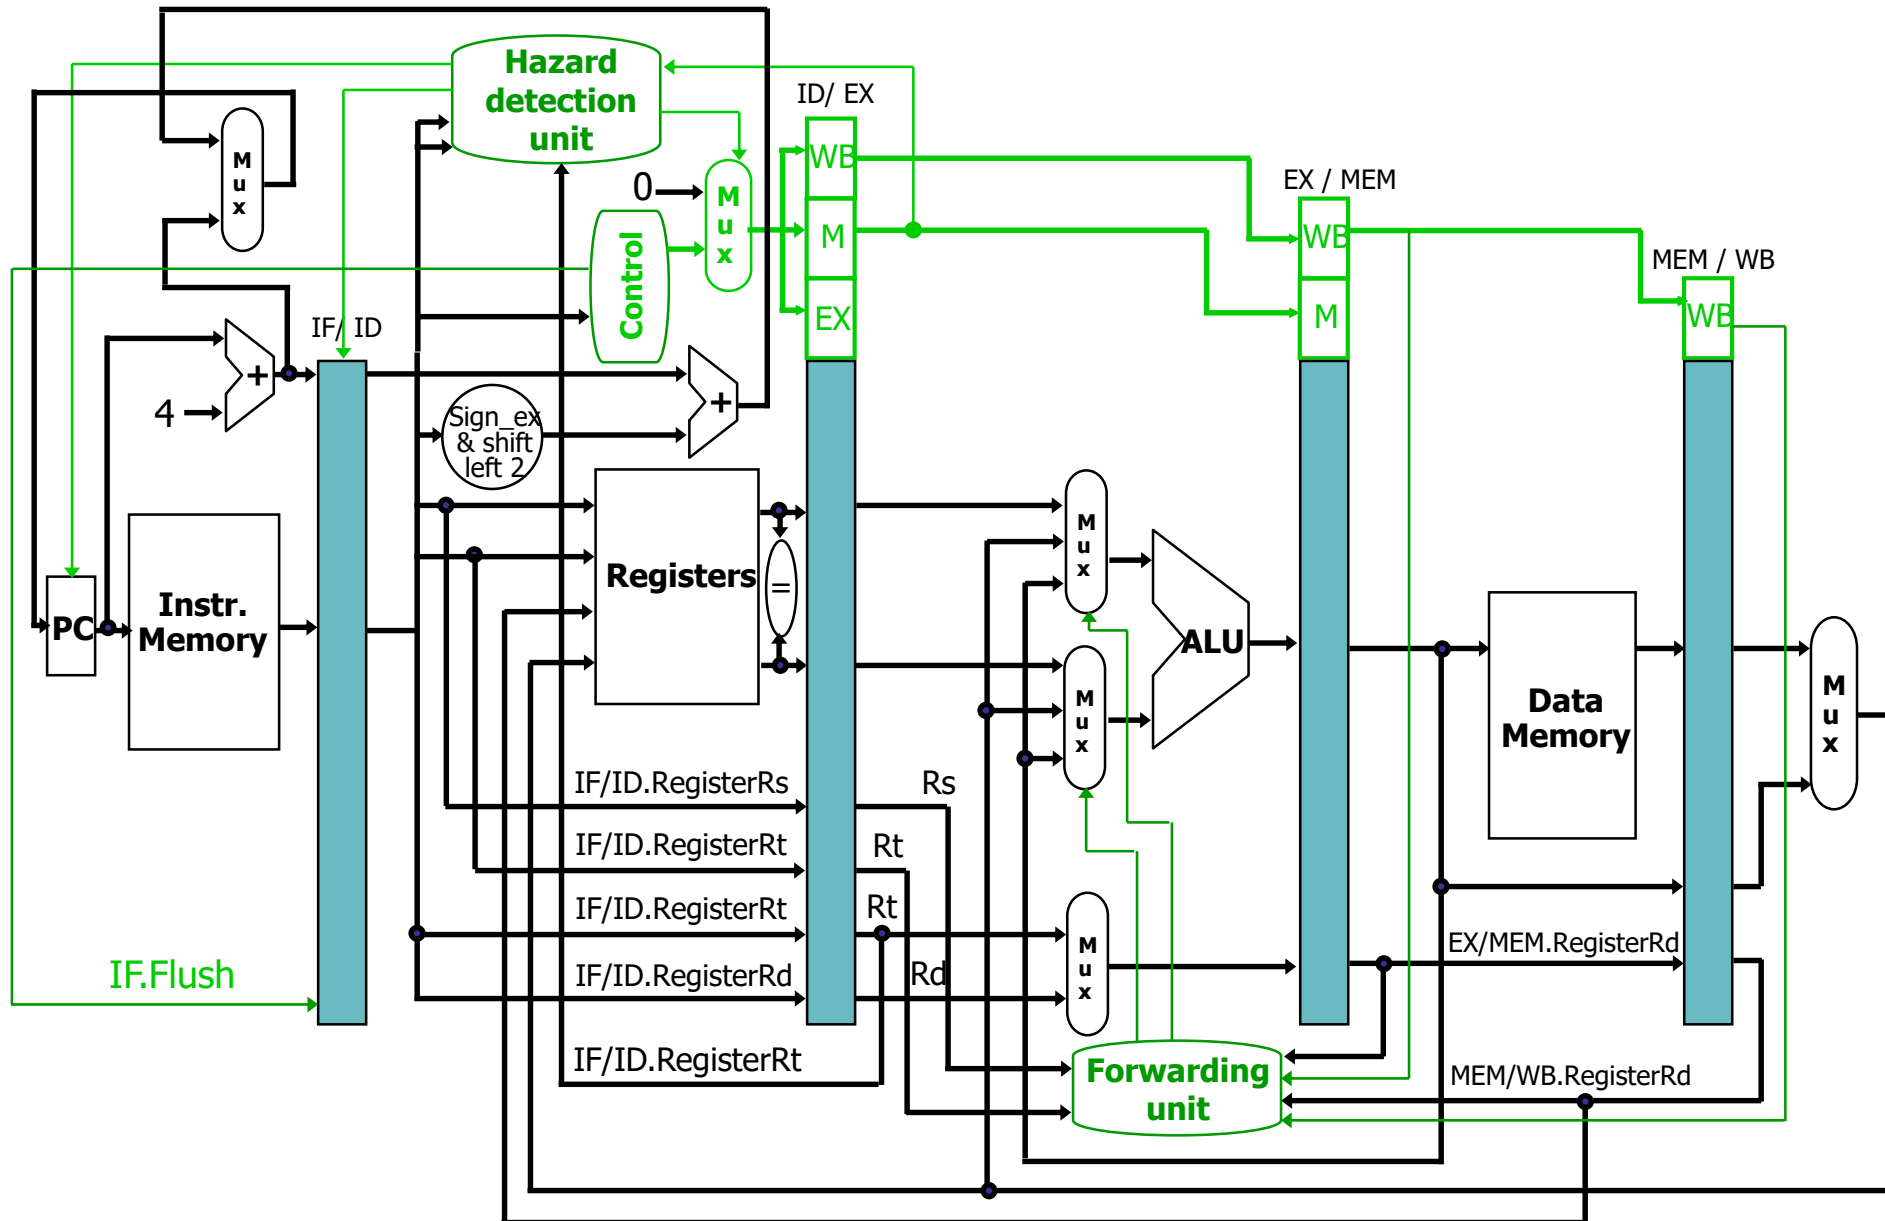 Hazard
detection
unit
ID/ EX
WB
M
EX
0
M
u
x
Control
M
u
x
EX / MEM
WB
M
MEM / WB
WB
IF/ ID
+
4
Sign_ex
& shift
left 2
+
PC
Instr.
Memory
Registers
=
M
u
x
M
u
x
ALU
Data
Memory
M
u
x
IF/ID.RegisterRs
Rs
IF/ID.RegisterRt
Rt
IF/ID.RegisterRt
Rt
IF/ID.RegisterRd
Rd
M
u
x
EX/MEM.RegisterRd
IF.Flush
IF/ID.RegisterRt
Forwarding
unit
MEM/WB.RegisterRd